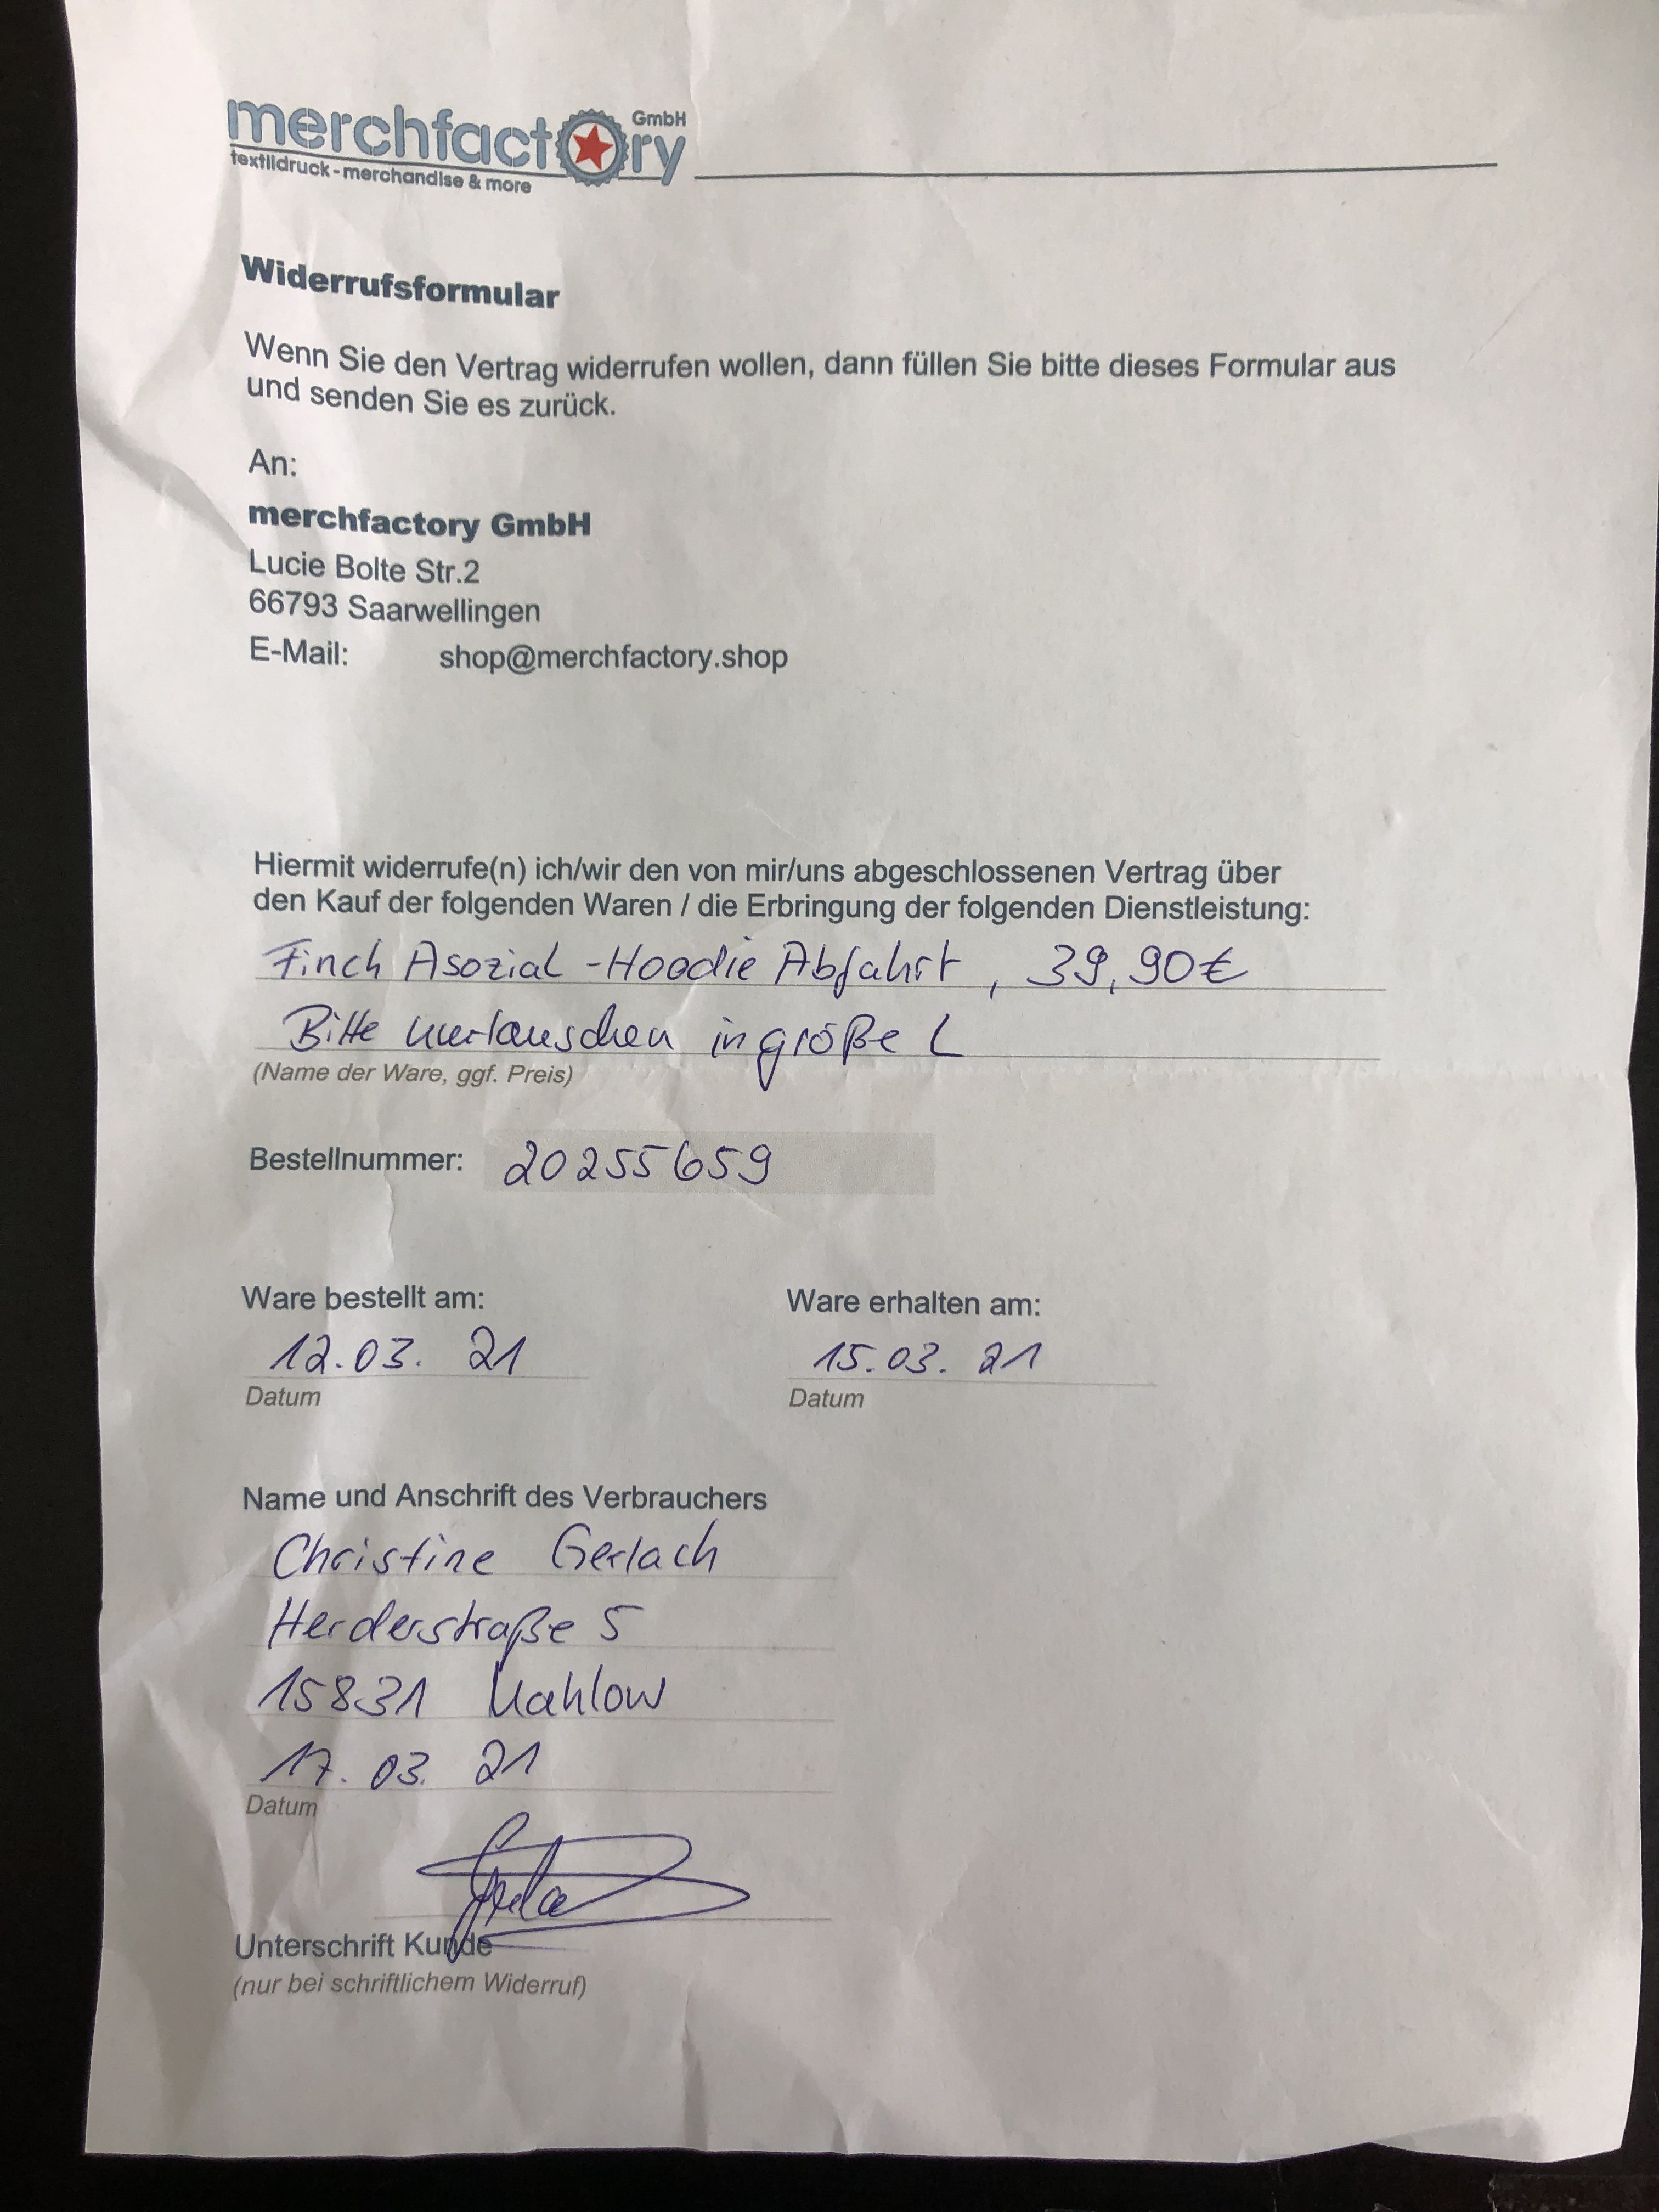 merchfactory GmbH
textildruck - merchandise & more
Widerrufsformular
Wenn Sie den Vertrag widerrufen wollen, dann füllen Sie bitte dieses Formular aus
und senden Sie es zurück.
An:
merchfactory GmbH
Lucie Bolte Str.2
66793 Saarwellingen
E-Mail: shop@merchfactory.shop
Hiermit widerrufe(n) ich/wir den von mir/uns abgeschlossenen Vertrag über
den Kauf der folgenden Waren / die Erbringung der folgenden Dienstleistung:
Finch Asozial - Hoodie Abfahrt, 39,90€
Bitte umtauschen in größe L
(Name der Ware, ggf. Preis)
Bestellnummer: 20255659
Ware bestellt am: Ware erhalten am:
12.03. 21 15.03. 21
Datum Datum
Name und Anschrift des Verbrauchers
Christine Gerlach
Herderstraße 5
15831 Mahlow
17. 03. 21
Datum
Unterschrift Kunde
(nur bei schriftlichem Widerruf)